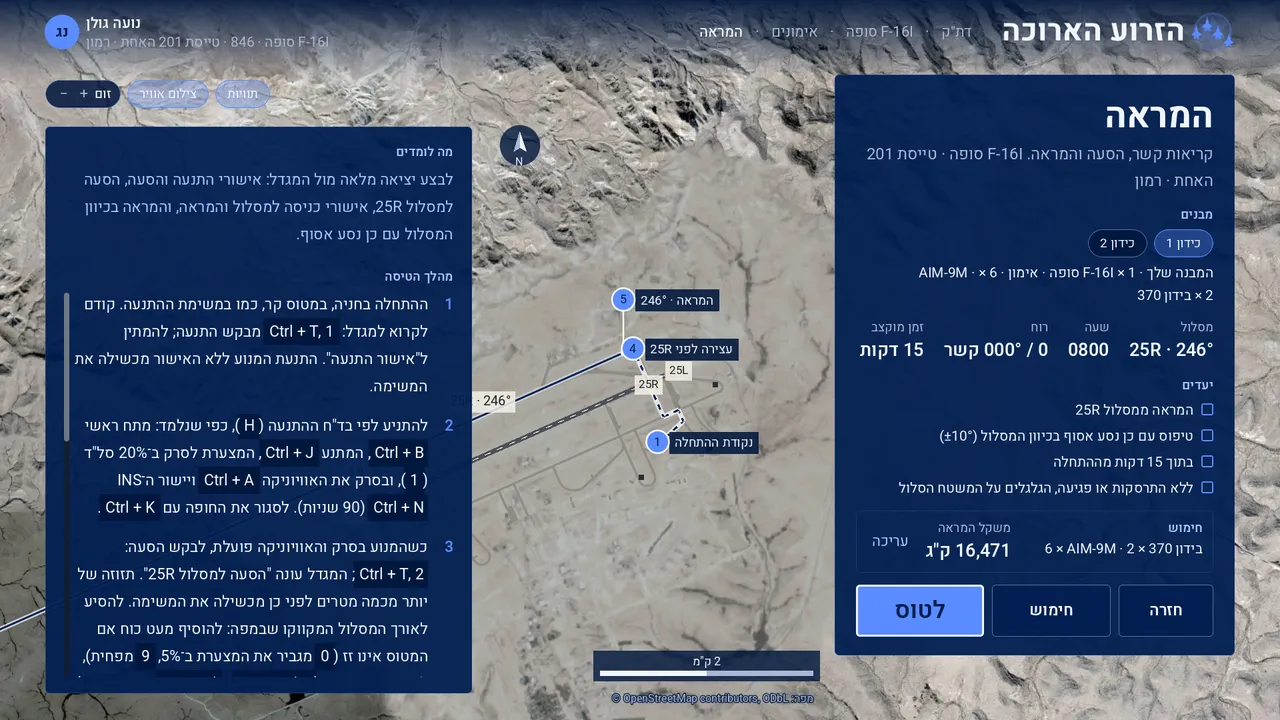 הזרוע הארוכה
דת"ק · F-16I סופה · אימונים · המראה
נועה גולן
F-16I סופה · 846 · טייסת 201 האחת · רמון
נג
המראה
קריאות קשר, הסעה והמראה. F-16I סופה · טייסת 201
האחת · רמון
מבנים
כידון 1
כידון 2
המבנה שלך · F-16I × 1 סופה · אימון · AIM-9M · × 6
2 × בידון 370
מסלול
25R · 246°
שעה
0800
רוח
000° / 0 קשר
זמן מוקצב
15 דקות
יעדים
המראה ממסלול 25R
טיפוס עם כן נסע אסוף בכיוון המסלול (±10°)
בתוך 15 דקות מההתחלה
ללא התרסקות או פגיעה, הגלגלים על המשטח הסלול
חימוש
6 × AIM-9M · 2 × בידון 370
משקל המראה
16,471 ק"ג
עריכה
חזרה
חימוש
לטוס
תוויות
צילום אוויר
זום + −
N
5
המראה · 246°
4
עצירה לפני 25R
25L
25R
25R · 246°
1
נקודת ההתחלה
2 ק"מ
מפה: © OpenStreetMap contributors, ODbL
מה לומדים
לבצע יציאה מלאה מול המגדל: אישורי התנעה והסעה, הסעה
למסלול 25R, אישורי כניסה למסלול והמראה, והמראה בכיוון
המסלול עם כן נסע אסוף.
מהלך הטיסה
1
ההתחלה בחניה, במטוס קר, כמו במשימת ההתנעה. קודם
לקרוא למגדל: Ctrl + T, 1 מבקש התנעה; להמתין
ל"אישור התנעה". התנעת המנוע ללא האישור מכשילה את
המשימה.
2
להתניע לפי בד"ח ההתנעה ( H ), כפי שנלמד: מתח ראשי
Ctrl + B , המתנע Ctrl + J , המצערת לסרק ב־20% סל"ד
( 1 ), ובסרק את האוויוניקה Ctrl + A ויישור ה־INS
Ctrl + N (90 שניות). לסגור את החופה עם Ctrl + K .
3
כשהמנוע בסרק והאוויוניקה פועלת, לבקש הסעה:
Ctrl + T, 2 ; המגדל עונה "הסעה למסלול 25R". תזוזה של
יותר מכמה מטרים לפני כן מכשילה את המשימה. להסיע
לאורך המסלול המקווקו שבמפה: להוסיף מעט כוח אם
המטוס אינו זז ( 0 מגביר את המצערת ב־5%, 9 מפחית),